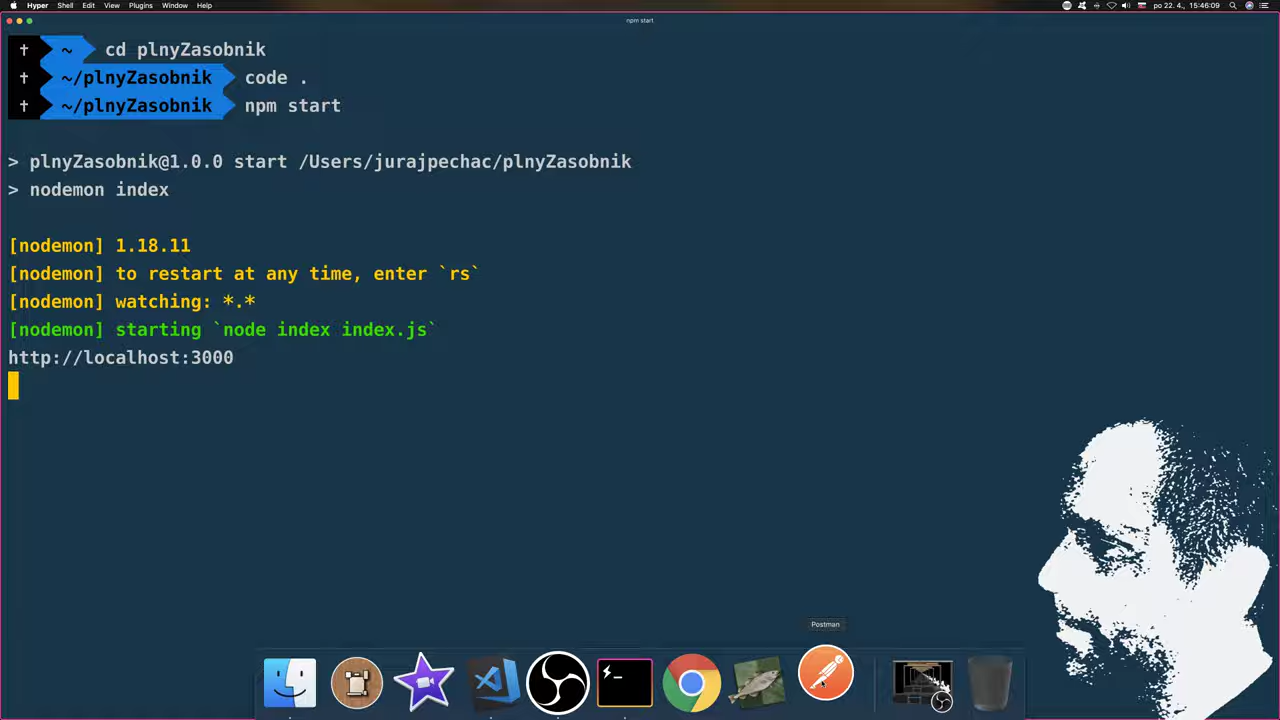 Hyper Shell Edit View Plugins Window Help po 22. 4., 15:46:09
npm start
~ cd plnyZasobnik
~/plnyZasobnik code .
~/plnyZasobnik npm start
> plnyZasobnik@1.0.0 start /Users/jurajpechac/plnyZasobnik
> nodemon index
[nodemon] 1.18.11
[nodemon] to restart at any time, enter `rs`
[nodemon] watching: *.*
[nodemon] starting `node index index.js`
http://localhost:3000
Postman